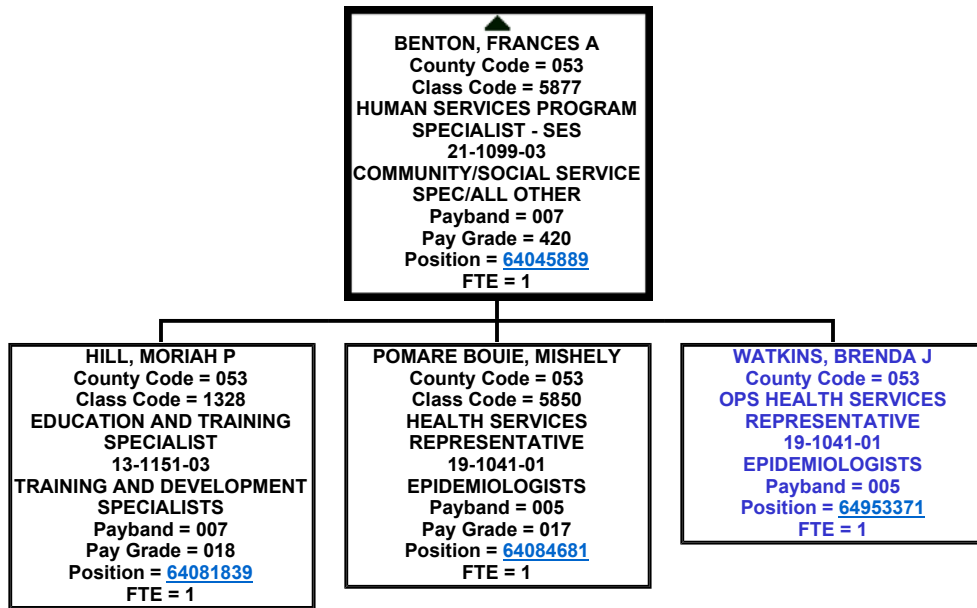 BENTON, FRANCES A
County Code = 053
Class Code = 5877
HUMAN SERVICES PROGRAM
SPECIALIST - SES
21-1099-03
COMMUNITY/SOCIAL SERVICE
SPEC/ALL OTHER
Payband = 007
Pay Grade = 420
Position = 64045889
FTE = 1
HILL, MORIAH P
County Code = 053
Class Code = 1328
EDUCATION AND TRAINING
SPECIALIST
13-1151-03
TRAINING AND DEVELOPMENT
SPECIALISTS
Payband = 007
Pay Grade = 018
Position = 64081839
FTE = 1
POMARE BOUIE, MISHELY
County Code = 053
Class Code = 5850
HEALTH SERVICES
REPRESENTATIVE
19-1041-01
EPIDEMIOLOGISTS
Payband = 005
Pay Grade = 017
Position = 64084681
FTE = 1
WATKINS, BRENDA J
County Code = 053
OPS HEALTH SERVICES
REPRESENTATIVE
19-1041-01
EPIDEMIOLOGISTS
Payband = 005
Position = 64953371
FTE = 1